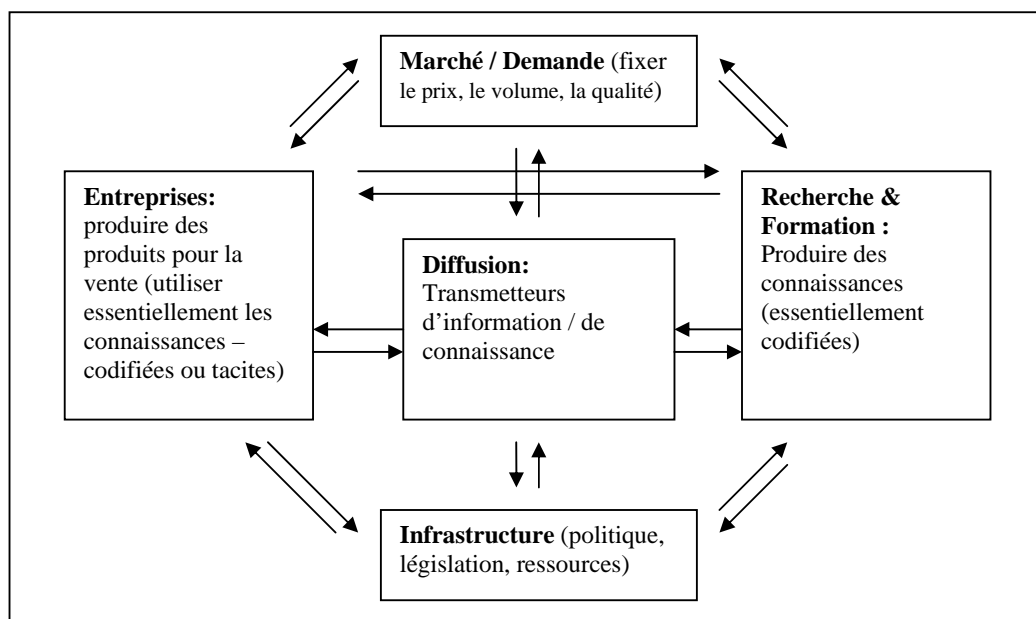 Marché / Demande (fixer
le prix, le volume, la qualité)
Entreprises:
produire des
produits pour la
vente (utiliser
essentiellement les
connaissances –
codifiées ou tacites)
Diffusion:
Transmetteurs
d’information / de
connaissance
Recherche &
Formation :
Produire des
connaissances
(essentiellement
codifiées)
Infrastructure (politique,
législation, ressources)